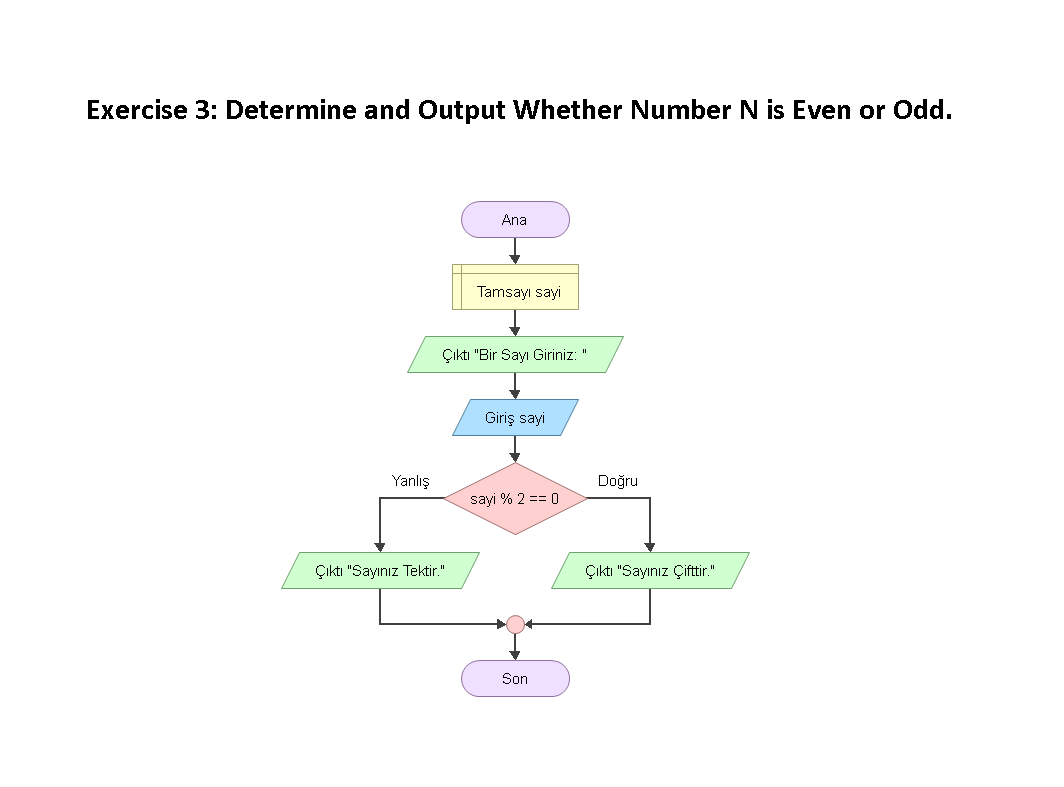 Exercise 3: Determine and Output Whether Number N is Even or Odd.
Ana
Tamsayı sayi
Çıktı "Bir Sayı Giriniz: "
Giriş sayi
Yanlış
Doğru
sayi % 2 == 0
Çıktı "Sayınız Tektir."
Çıktı "Sayınız Çifttir."
Son